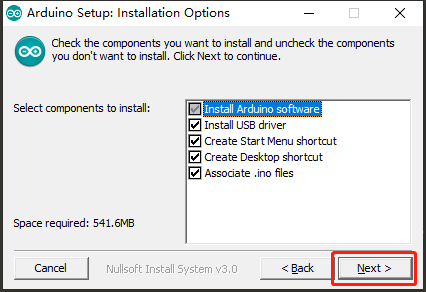 Arduino Setup: Installation Options
Check the components you want to install and uncheck the components
you don't want to install. Click Next to continue.
Select components to install:
Install Arduino software
Install USB driver
Create Start Menu shortcut
Create Desktop shortcut
Associate .ino files
Space required: 541.6MB
Cancel
Nullsoft Install System v3.0
< Back
Next >